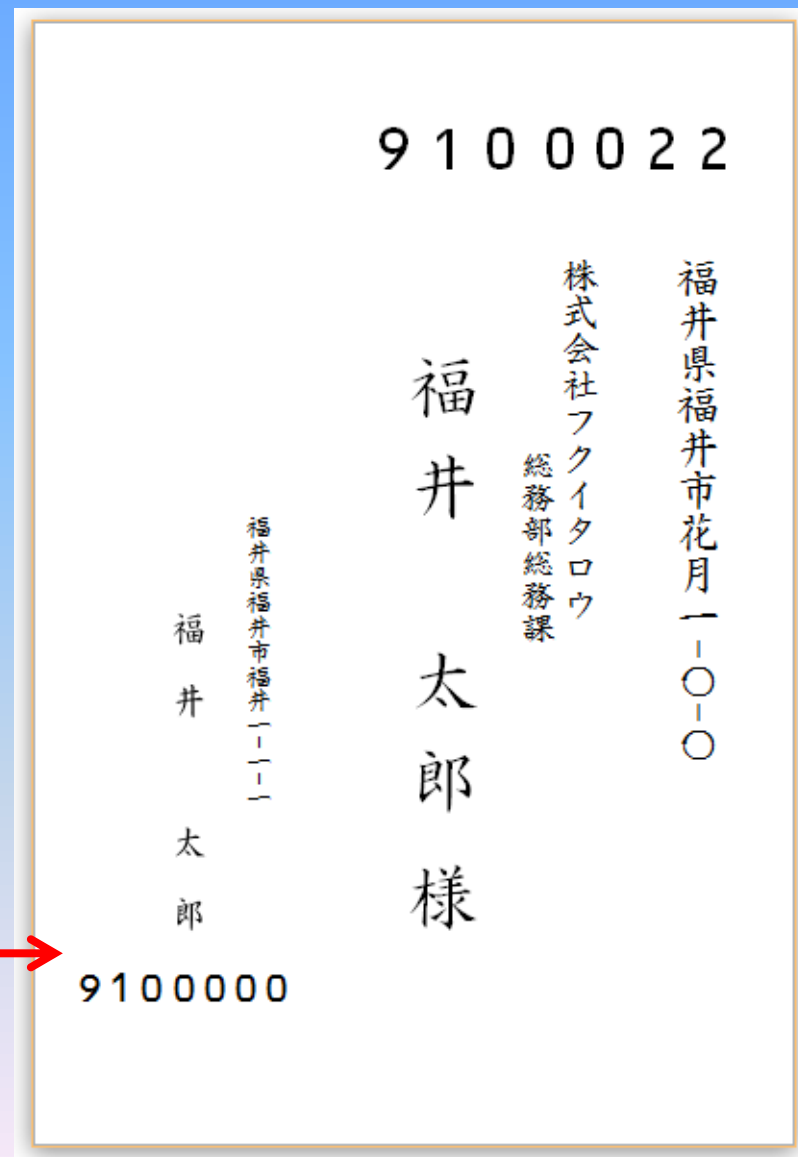 9100022
福井県福井市花月一-〇-〇
株式会社フクイタロウ
総務部総務課
福井 太郎様
福井県福井市福井一-一-一
福井 太郎
9100000